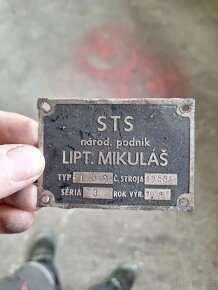 STS
národ. podnik
LIPT. MIKULÁŠ
TYP Č. STROJA
SÉRIA ROK VÝR.